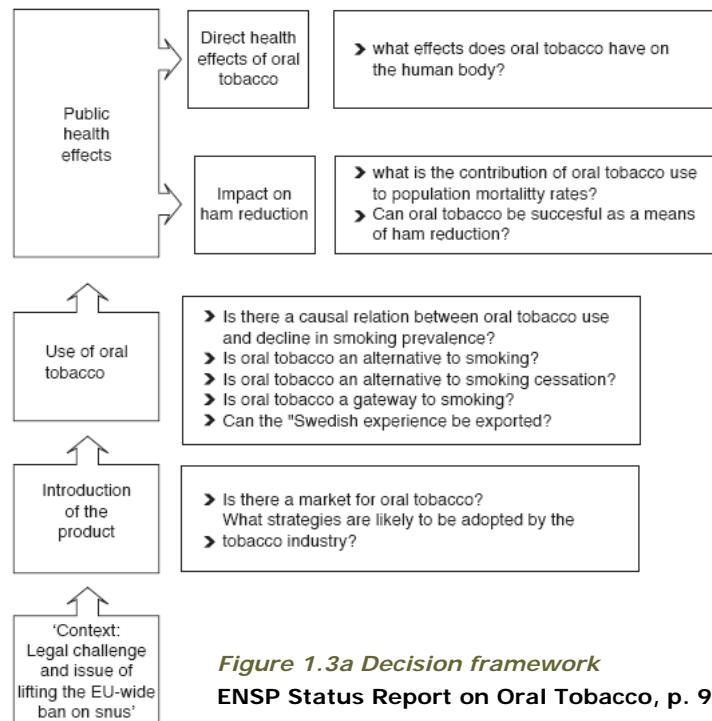 Direct health
effects of oral
tobacco
what effects does oral tobacco have on
the human body?
Public
health
effects
Impact on
ham reduction
what is the contribution of oral tobacco use
to population mortalitty rates?
Can oral tobacco be succesful as a means
of ham reduction?
Use of oral
tobacco
Is there a causal relation between oral tobacco use
and decline in smoking prevalence?
Is oral tobacco an alternative to smoking?
Is oral tobacco an alternative to smoking cessation?
Is oral tobacco a gateway to smoking?
Can the "Swedish experience be exported?
Introduction
of the
product
Is there a market for oral tobacco?
What strategies are likely to be adopted by the
tobacco industry?
‘Context:
Legal challenge
and issue of
lifting the EU-wide
ban on snus’
Figure 1.3a Decision framework
ENSP Status Report on Oral Tobacco, p. 9